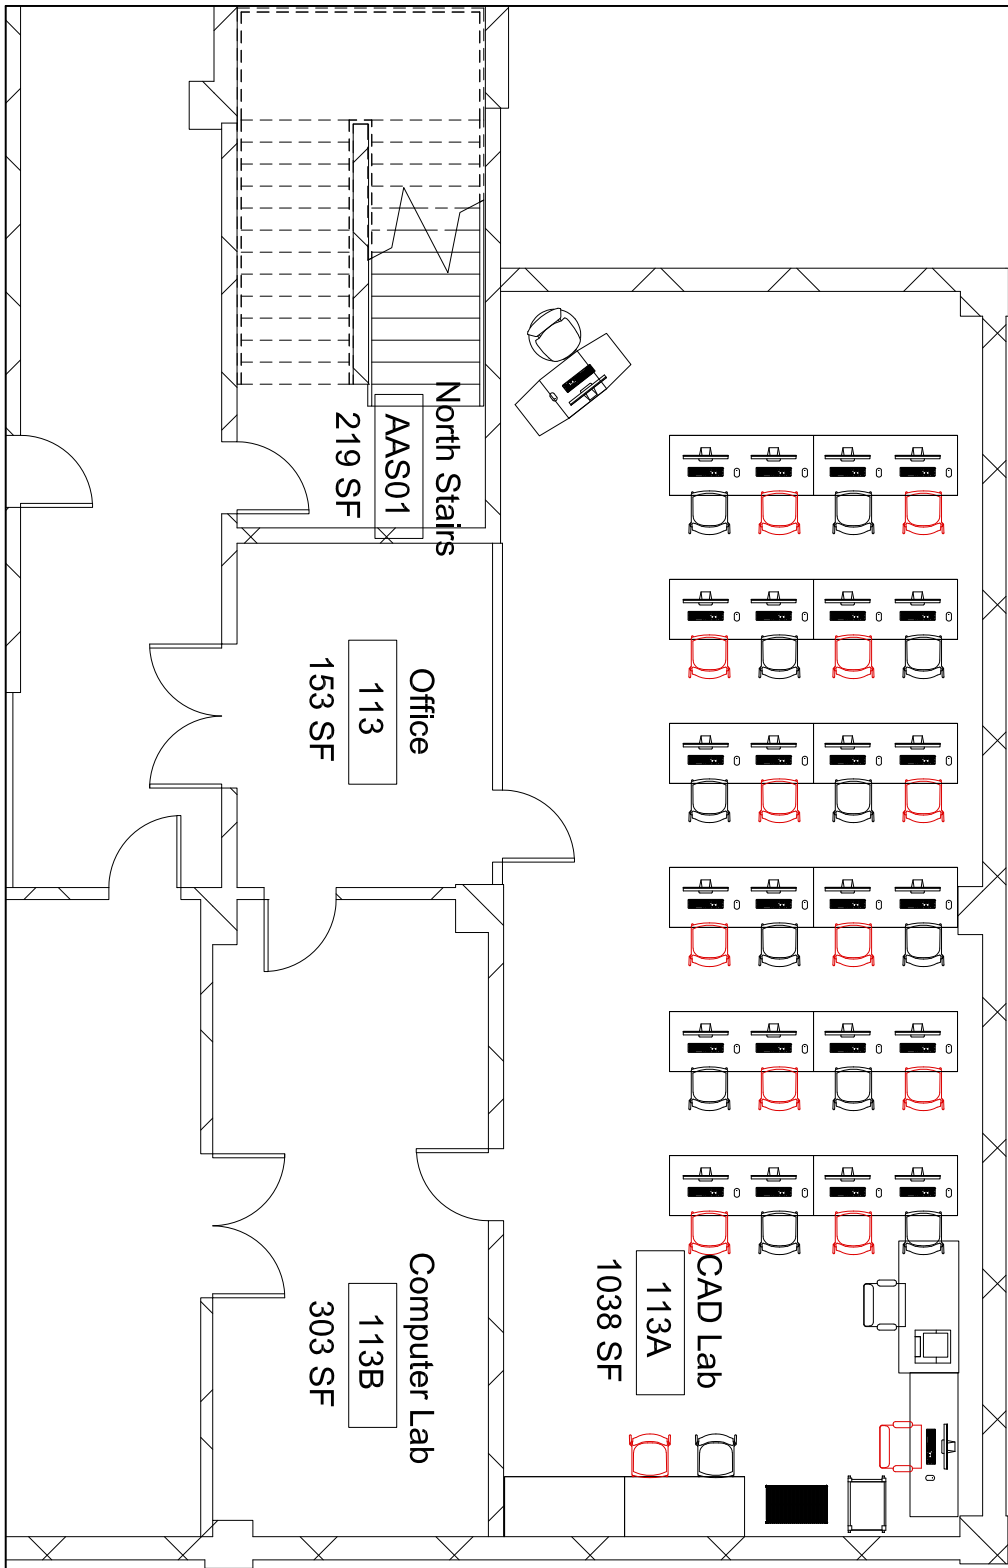 North Stairs
AAS01
219 SF
Office
113
153 SF
CAD Lab
113A
1038 SF
Computer Lab
113B
303 SF